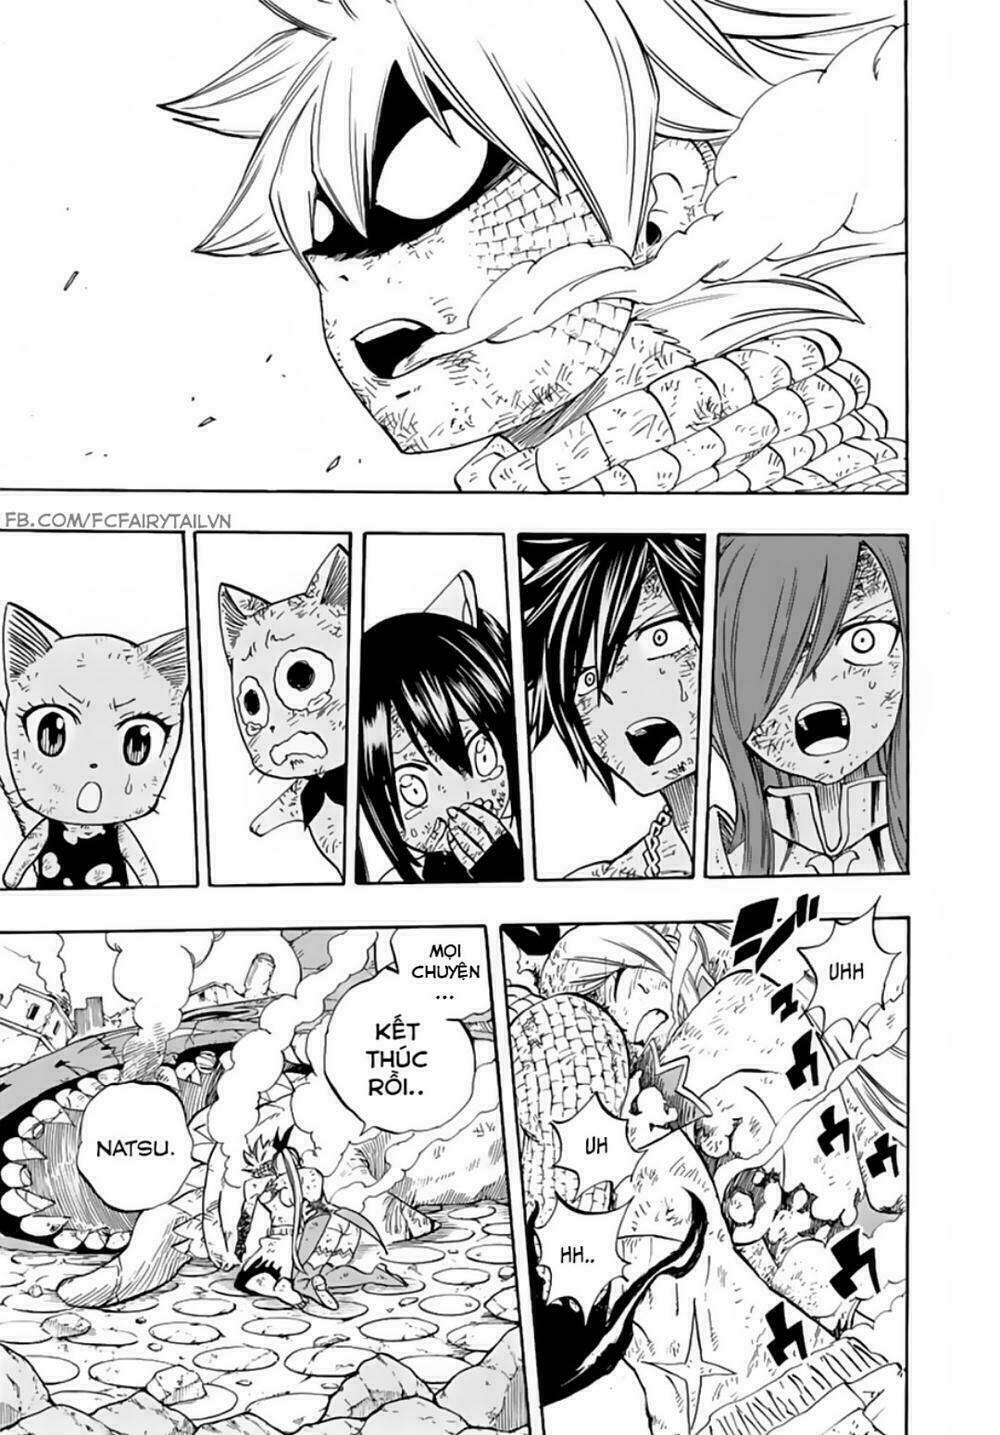 FB.COM/FCFAIRYTAILVN
UHH
UH
HH..
MỌI
CHUYỆN
...
KẾT
THÚC
RỒI..
NATSU.